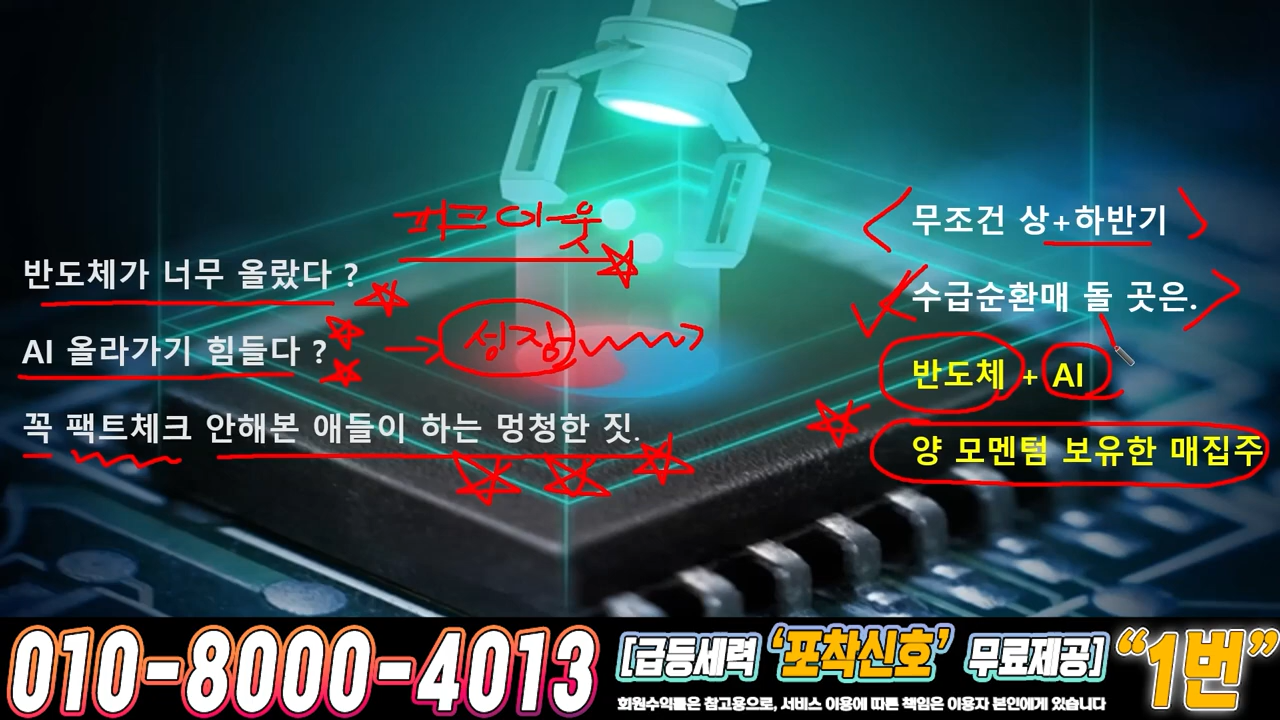 피크아웃
반도체가 너무 올랐다 ?
AI 올라가기 힘들다 ?
성장
꼭 팩트체크 안해본 애들이 하는 멍청한 짓.
무조건 상+하반기
수급순환매 돌 곳은.
반도체 + AI
양 모멘텀 보유한 매집주
010-8000-4013
[급등세력 '포착신호' 무료제공] "1번"
회원수익률은 참고용으로, 서비스 이용에 따른 책임은 이용자 본인에게 있습니다